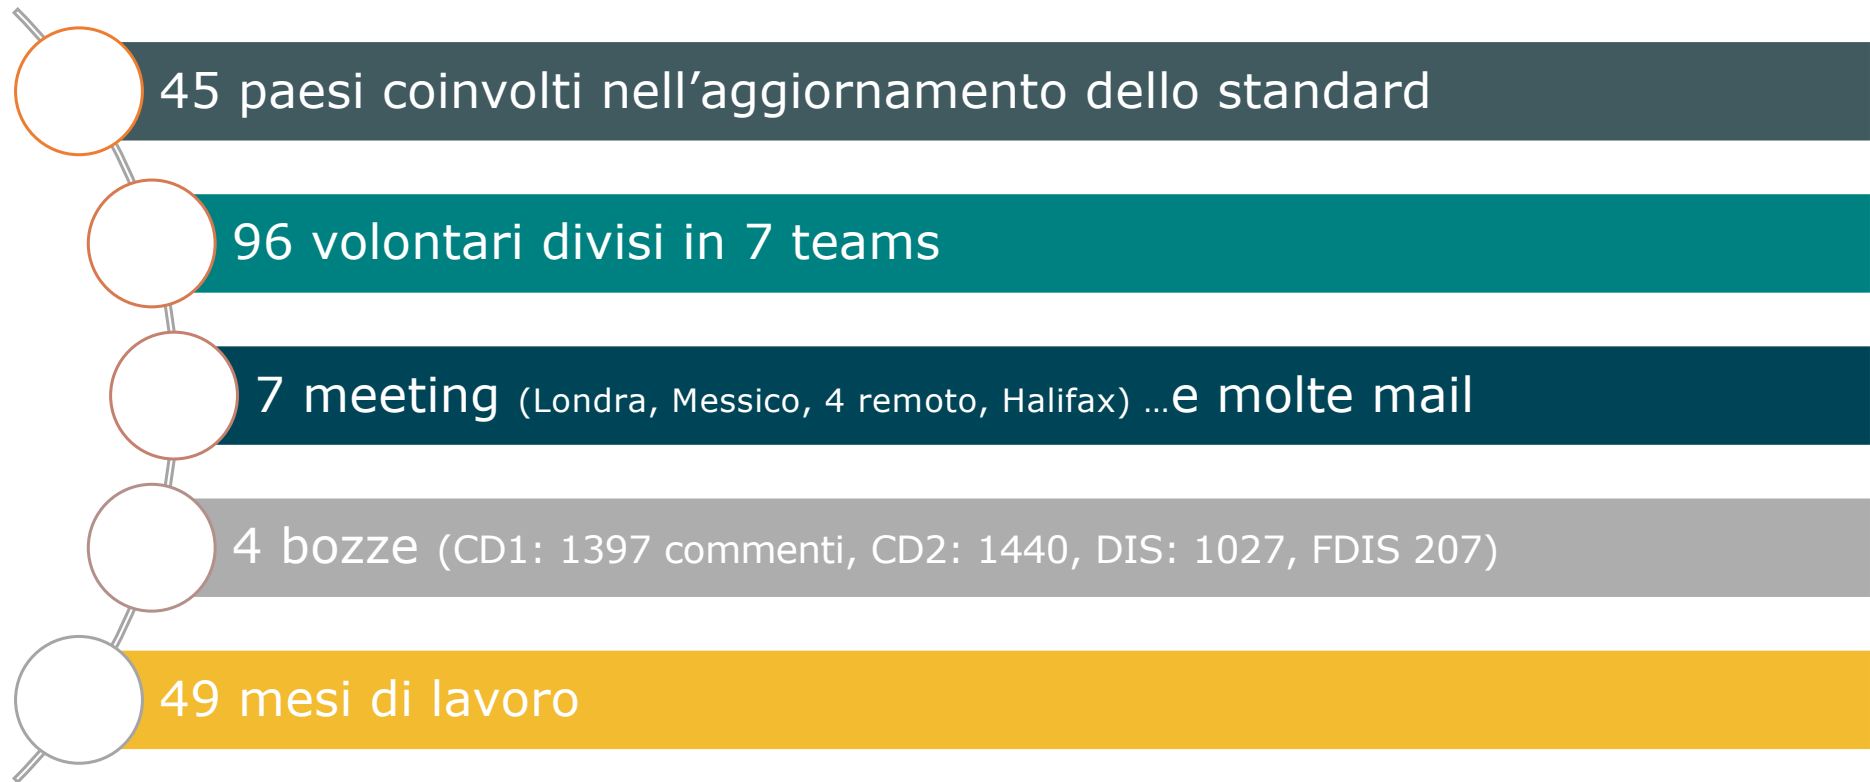 45 paesi coinvolti nell’aggiornamento dello standard
96 volontari divisi in 7 teams
7 meeting (Londra, Messico, 4 remoto, Halifax) …e molte mail
4 bozze (CD1: 1397 commenti, CD2: 1440, DIS: 1027, FDIS 207)
49 mesi di lavoro